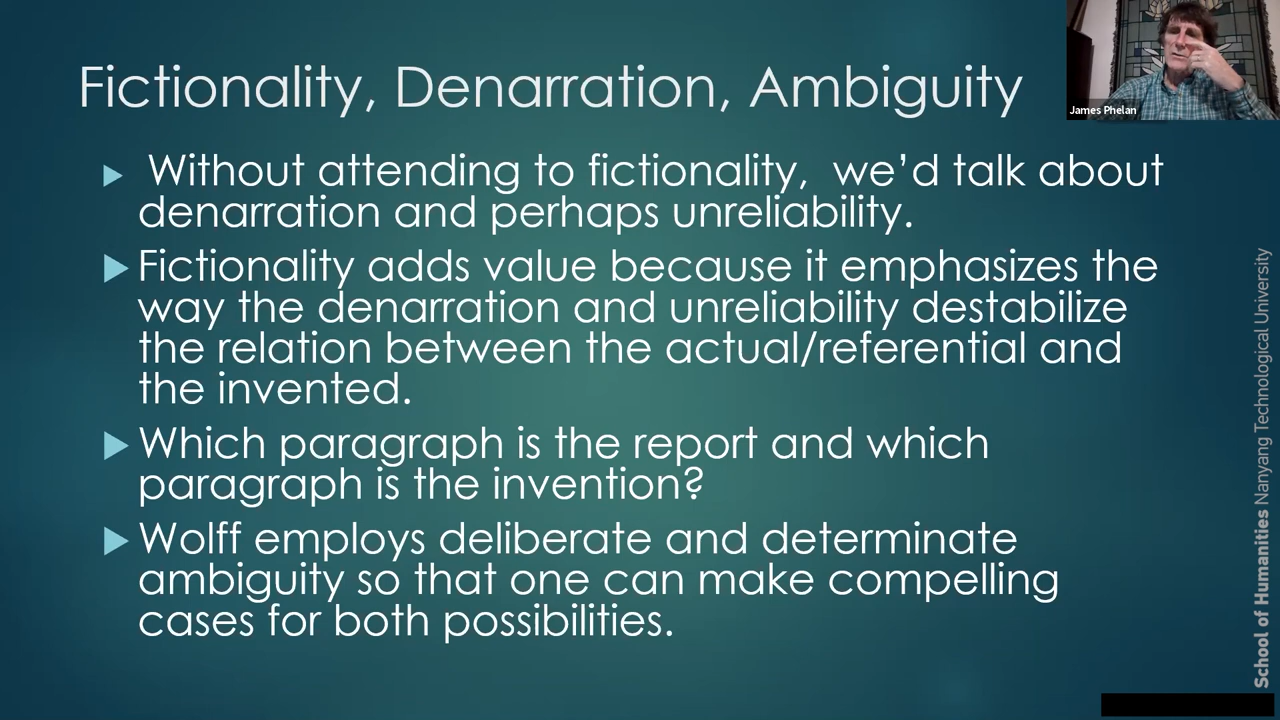 Fictionality, Denarration, Ambiguity
James Phelan
Without attending to fictionality, we’d talk about
denarration and perhaps unreliability.
Fictionality adds value because it emphasizes the
way the denarration and unreliability destabilize
the relation between the actual/referential and
the invented.
Which paragraph is the report and which
paragraph is the invention?
Wolff employs deliberate and determinate
ambiguity so that one can make compelling
cases for both possibilities.
School of Humanities Nanyang Technological University